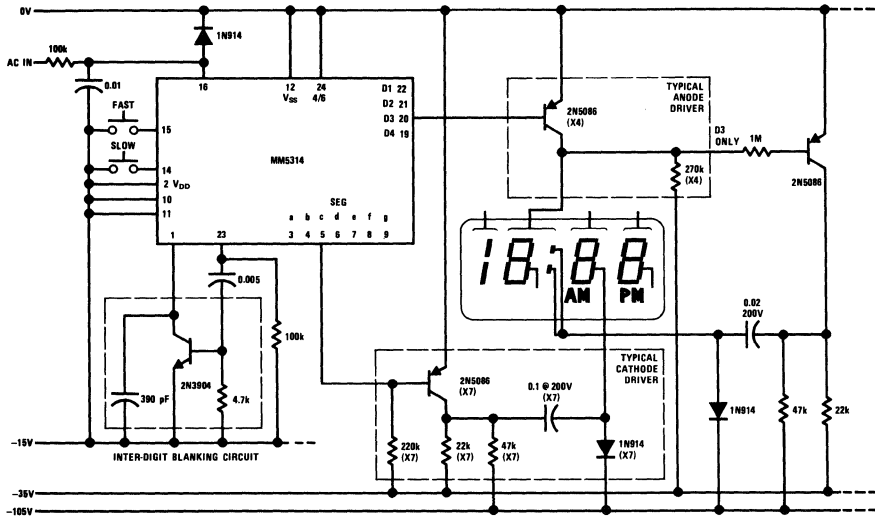 0V
1N914
100k
AC IN
0.01
16
12
V_SS
24
4/6
D1 22
D2 21
D3 20
D4 19
FAST
15
SLOW
14
2 V_DD
10
11
MM5314
SEG
a b c d e f g
3 4 5 6 7 8 9
1
23
0.005
100k
2N3904
390 pF
4.7k
-15V
INTER-DIGIT BLANKING CIRCUIT
-35V
-105V
TYPICAL
ANODE
DRIVER
2N5086
(X4)
D3
ONLY
1M
270k
(X4)
2N5086
18:88
AM PM
0.02
200V
TYPICAL
CATHODE
DRIVER
2N5086
(X7)
0.1 @ 200V
(X7)
220k
(X7)
22k
(X7)
47k
(X7)
1N914
(X7)
1N914
47k
22k